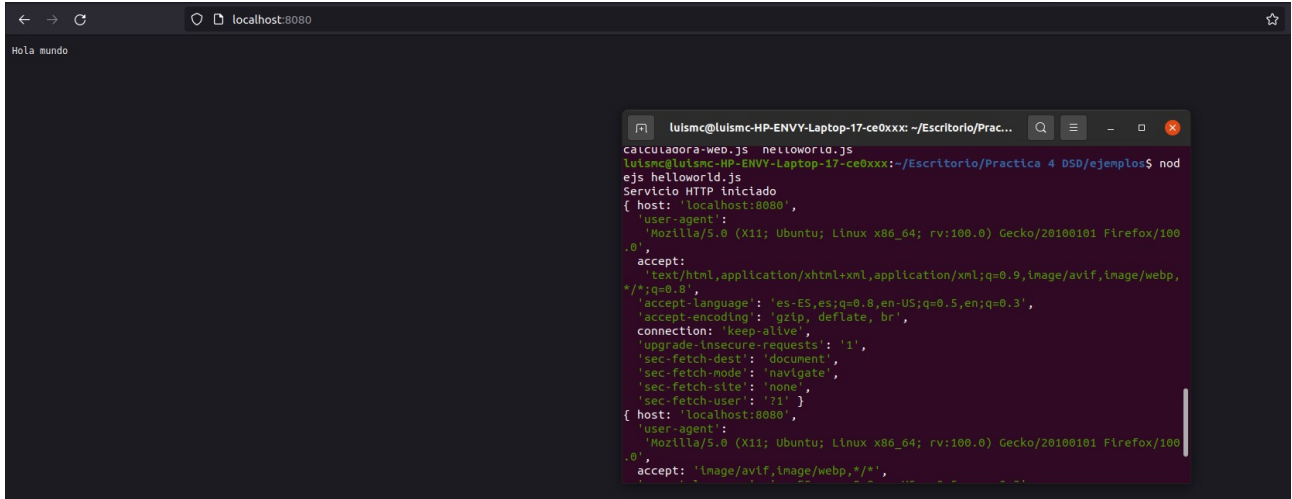 localhost:8080
Hola mundo
luismc@luismc-HP-ENVY-Laptop-17-ce0xxx: ~/Escritorio/Prac...
calculadora-web.js helloworld.js
luismc@luismc-HP-ENVY-Laptop-17-ce0xxx:~/Escritorio/Practica 4 DSD/ejemplos$ nod
ejs helloworld.js
Servicio HTTP iniciado
{ host: 'localhost:8080',
'user-agent':
'Mozilla/5.0 (X11; Ubuntu; Linux x86_64; rv:100.0) Gecko/20100101 Firefox/100
.0',
accept:
'text/html,application/xhtml+xml,application/xml;q=0.9,image/avif,image/webp,
*/*;q=0.8',
'accept-language': 'es-ES,es;q=0.8,en-US;q=0.5,en;q=0.3',
'accept-encoding': 'gzip, deflate, br',
connection: 'keep-alive',
'upgrade-insecure-requests': '1',
'sec-fetch-dest': 'document',
'sec-fetch-mode': 'navigate',
'sec-fetch-site': 'none',
'sec-fetch-user': '?1' }
{ host: 'localhost:8080',
'user-agent':
'Mozilla/5.0 (X11; Ubuntu; Linux x86_64; rv:100.0) Gecko/20100101 Firefox/100
.0',
accept: 'image/avif,image/webp,*/*',